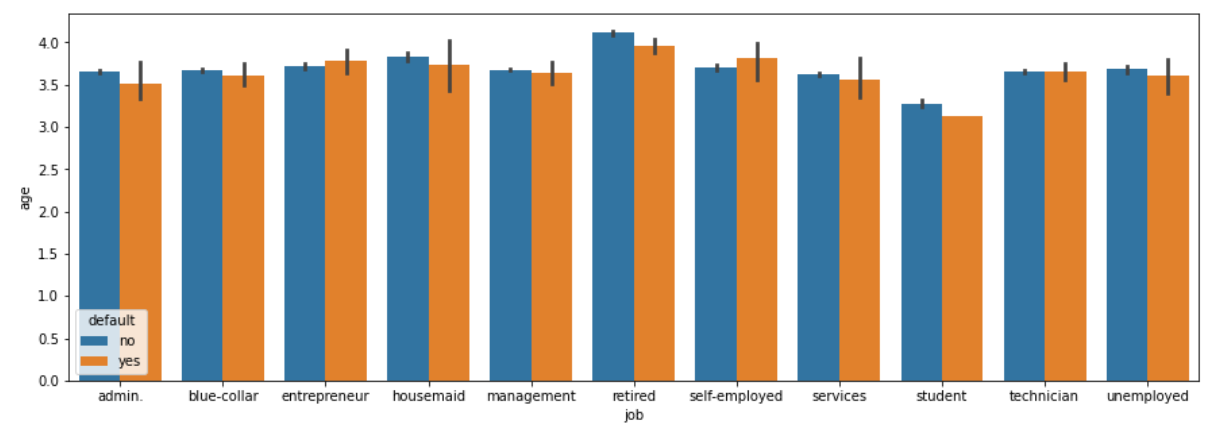 4.0
3.5
3.0
2.5
2.0
1.5
1.0
0.5
0.0
age
default
no
yes
admin. blue-collar entrepreneur housemaid management retired self-employed services student technician unemployed
job